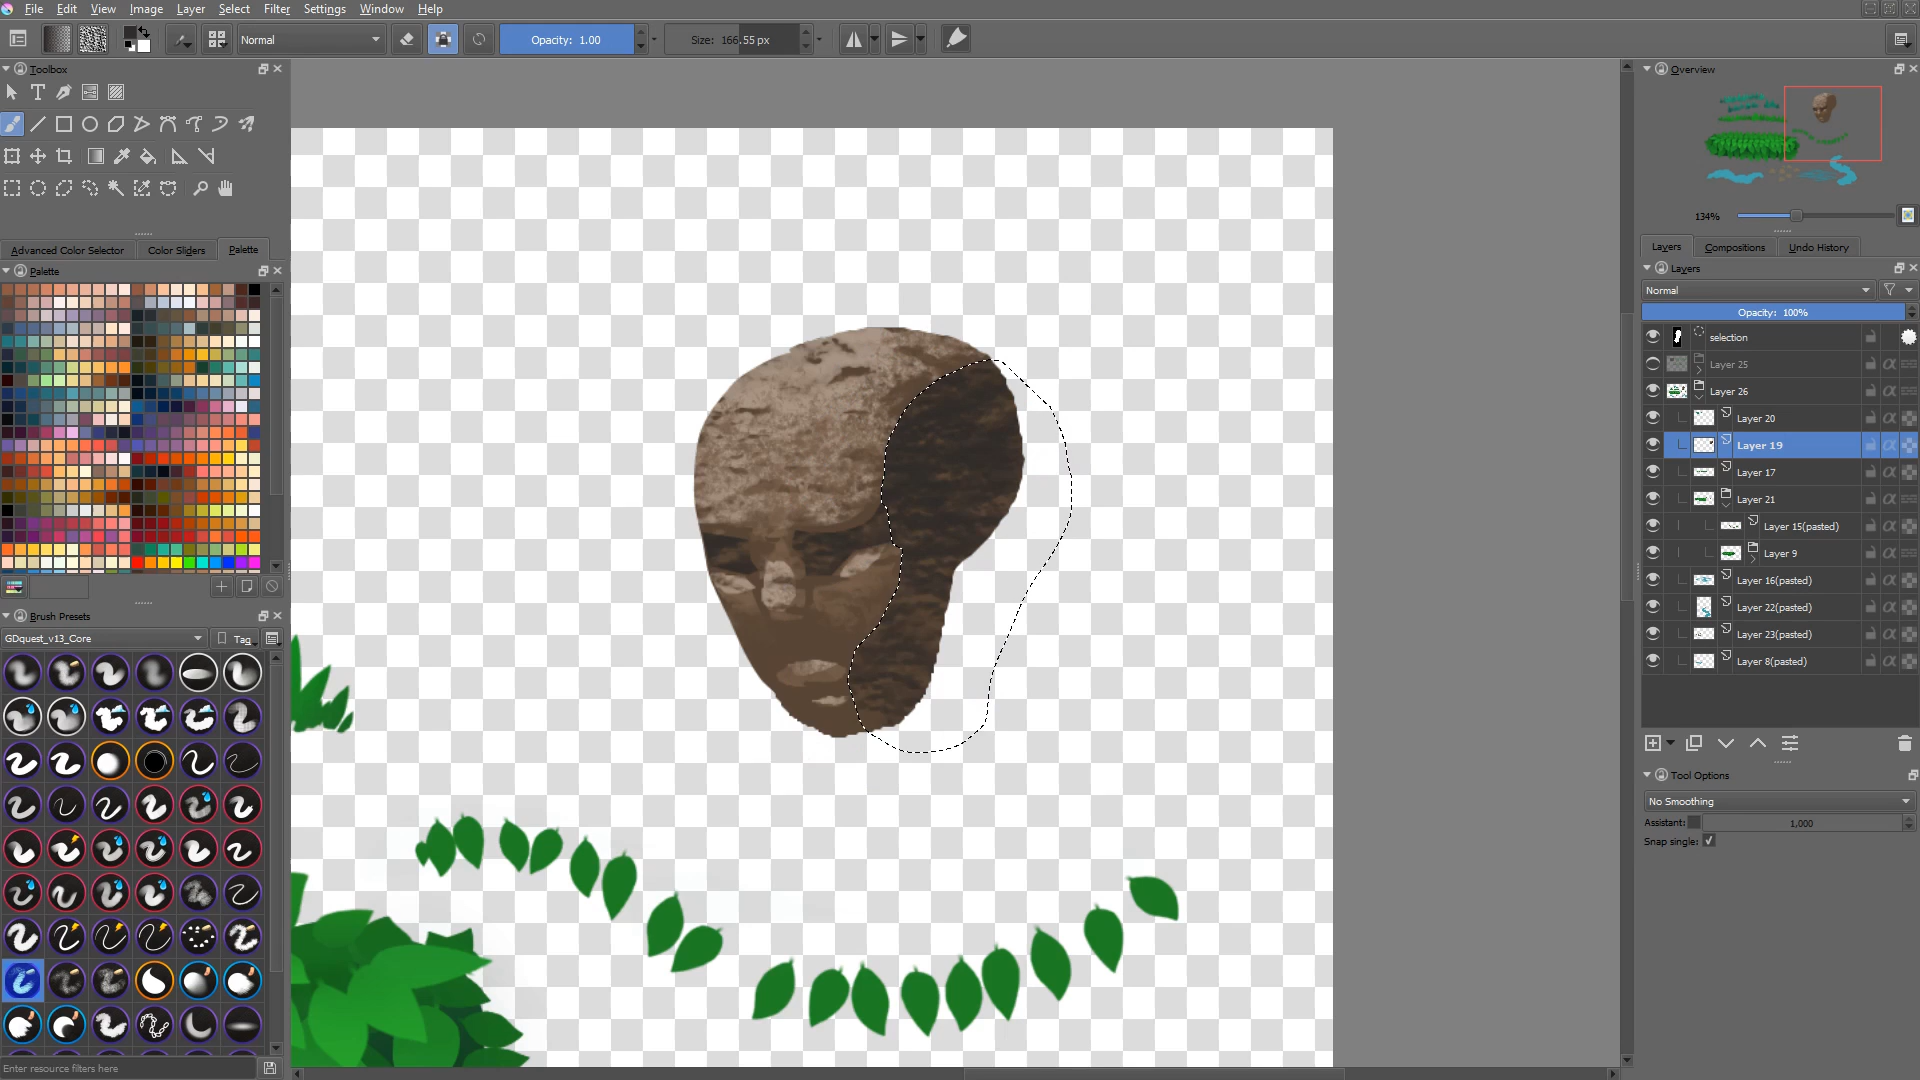 File Edit View Image Layer Select Filter Settings Window Help
Normal
Opacity: 1.00
Size: 166.55 px
Toolbox
Advanced Color Selector
Color Sliders
Palette
Palette
Brush Presets
GDquest_v13_Core
Tag
Enter resource filters here
Overview
134%
Layers
Compositions
Undo History
Layers
Normal
Opacity: 100%
selection
Layer 25
Layer 26
Layer 20
Layer 19
Layer 17
Layer 21
Layer 15(pasted)
Layer 9
Layer 16(pasted)
Layer 22(pasted)
Layer 23(pasted)
Layer 8(pasted)
Tool Options
No Smoothing
Assistant: 1,000
Snap single: